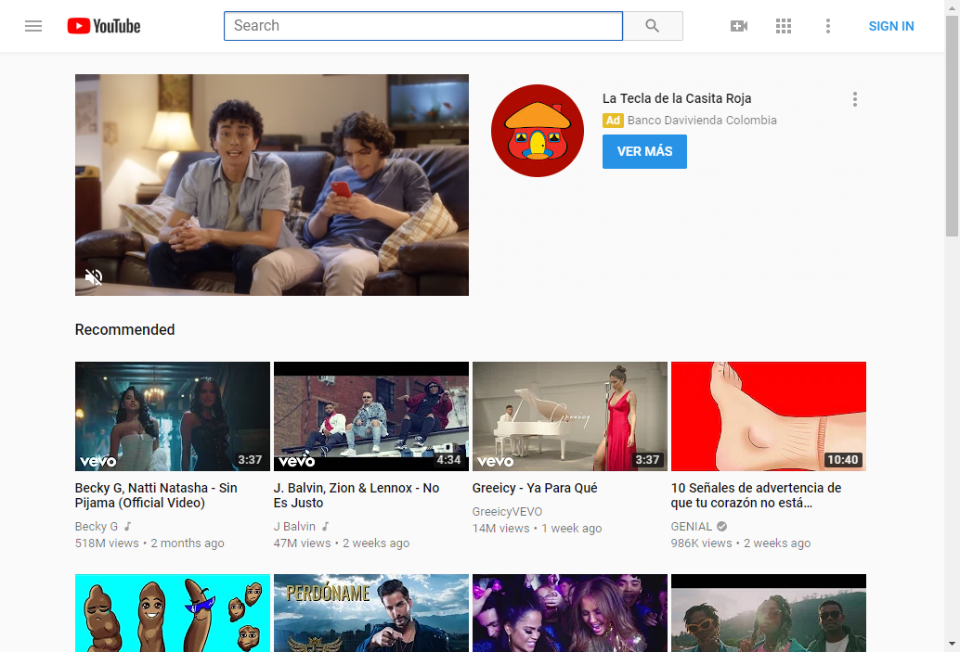 YouTube
Search
SIGN IN
La Tecla de la Casita Roja
Ad Banco Davivienda Colombia
VER MÁS
Recommended
vevo 3:37
vevo 4:34
Greeicy
vevo 3:37
10:40
Becky G, Natti Natasha - Sin
Pijama (Official Video)
Becky G
518M views • 2 months ago
J. Balvin, Zion & Lennox - No
Es Justo
J Balvin
47M views • 2 weeks ago
Greeicy - Ya Para Qué
GreeicyVEVO
14M views • 1 week ago
10 Señales de advertencia de
que tu corazón no está...
GENIAL
986K views • 2 weeks ago
PERDÓNAME